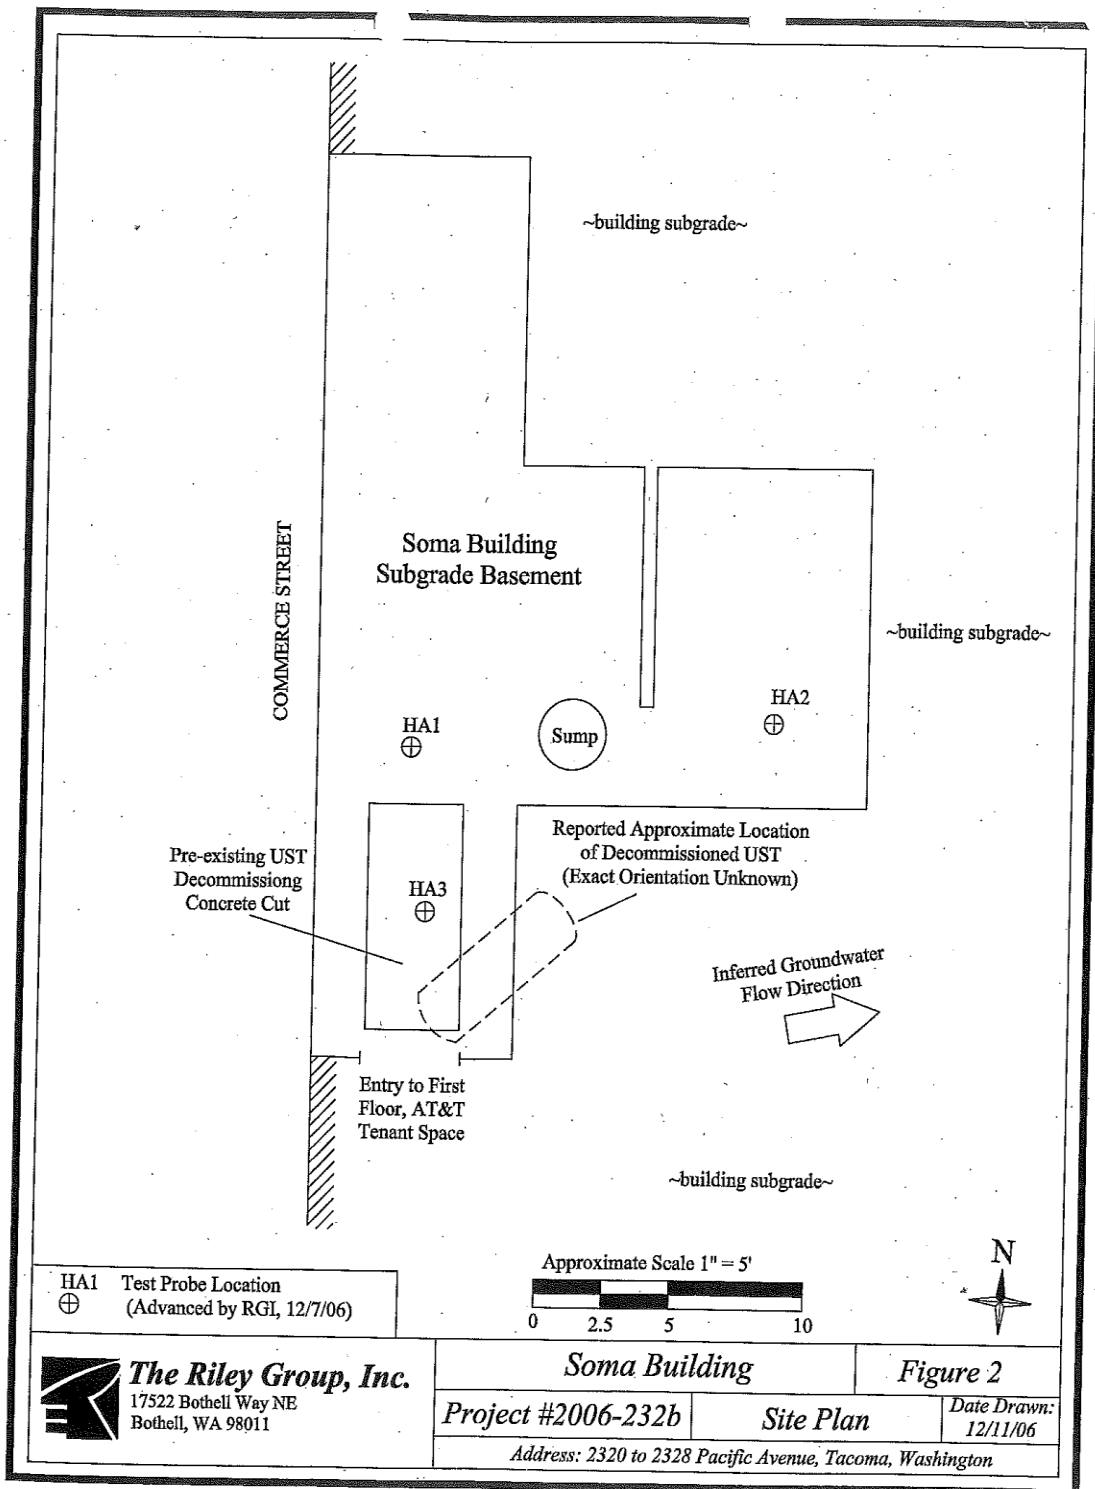 ~building subgrade~
Soma Building
Subgrade Basement
COMMERCE STREET
~building subgrade~
HA1
Sump
HA2
Pre-existing UST
Decommissiong
Concrete Cut
HA3
Reported Approximate Location
of Decommissioned UST
(Exact Orientation Unknown)
Inferred Groundwater
Flow Direction
Entry to First
Floor, AT&T
Tenant Space
~building subgrade~
HA1 Test Probe Location
(Advanced by RGI, 12/7/06)
Approximate Scale 1" = 5'
0 2.5 5 10
N
The Riley Group, Inc.
17522 Bothell Way NE
Bothell, WA 98011
Soma Building
Figure 2
Project #2006-232b
Site Plan
Date Drawn:
12/11/06
Address: 2320 to 2328 Pacific Avenue, Tacoma, Washington